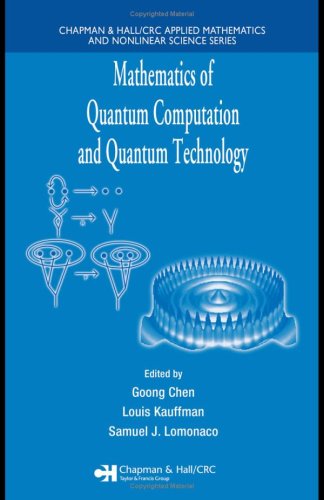 CHAPMAN & HALL/CRC APPLIED MATHEMATICS
AND NONLINEAR SCIENCE SERIES
Mathematics of
Quantum Computation
and Quantum Technology
Edited by
Goong Chen
Louis Kauffman
Samuel J. Lomonaco
Chapman & Hall/CRC
Taylor & Francis Group